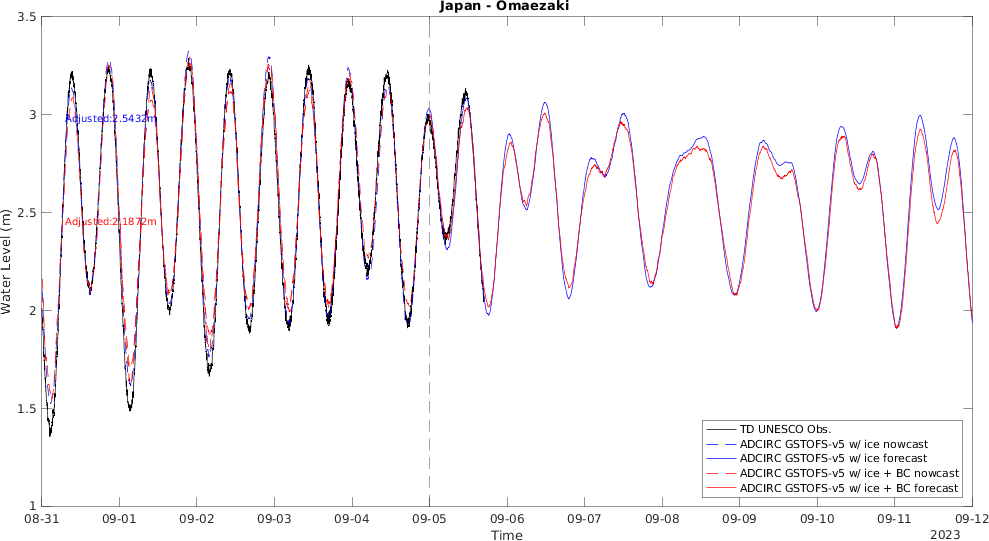 Japan - Omaezaki
3.5
3
2.5
2
1.5
1
Water Level (m)
Adjusted:2.5432m
Adjusted:2.1872m
TD UNESCO Obs.
ADCIRC GSTOFS-v5 w/ ice nowcast
ADCIRC GSTOFS-v5 w/ ice forecast
ADCIRC GSTOFS-v5 w/ ice + BC nowcast
ADCIRC GSTOFS-v5 w/ ice + BC forecast
08-31 09-01 09-02 09-03 09-04 09-05 09-06 09-07 09-08 09-09 09-10 09-11 09-12
Time
2023